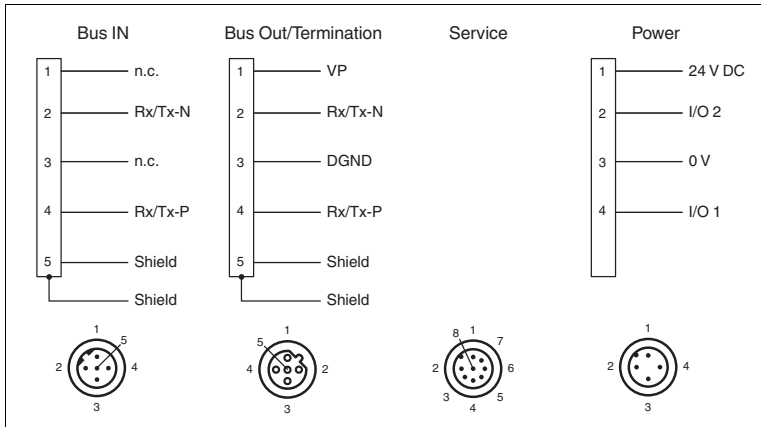 Bus IN
1 n.c.
2 Rx/Tx-N
3 n.c.
4 Rx/Tx-P
5 Shield
Shield
Bus Out/Termination
1 VP
2 Rx/Tx-N
3 DGND
4 Rx/Tx-P
5 Shield
Shield
Service
Power
1 24 V DC
2 I/O 2
3 0 V
4 I/O 1
1
5
2
4
3
1
5
4
2
3
8
1
7
2
6
3
5
4
1
2
4
3